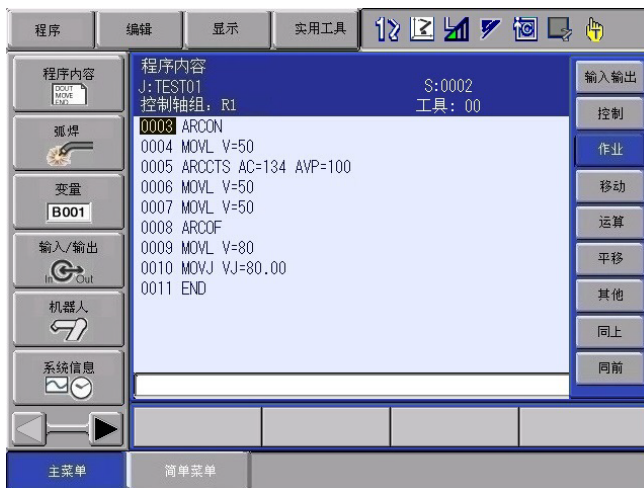 程序 编辑 显示 实用工具
程序内容
DOUT
MOVE
END
弧焊
变量
B001
输入/输出
In Out
机器人
系统信息
程序内容
J:TEST01 S:0002
控制轴组: R1 工具: 00
0003 ARCON
0004 MOVL V=50
0005 ARCCTS AC=134 AVP=100
0006 MOVL V=50
0007 MOVL V=50
0008 ARCOF
0009 MOVL V=80
0010 MOVJ VJ=80.00
0011 END
输入输出
控制
作业
移动
运算
平移
其他
同上
同前
主菜单 简单菜单